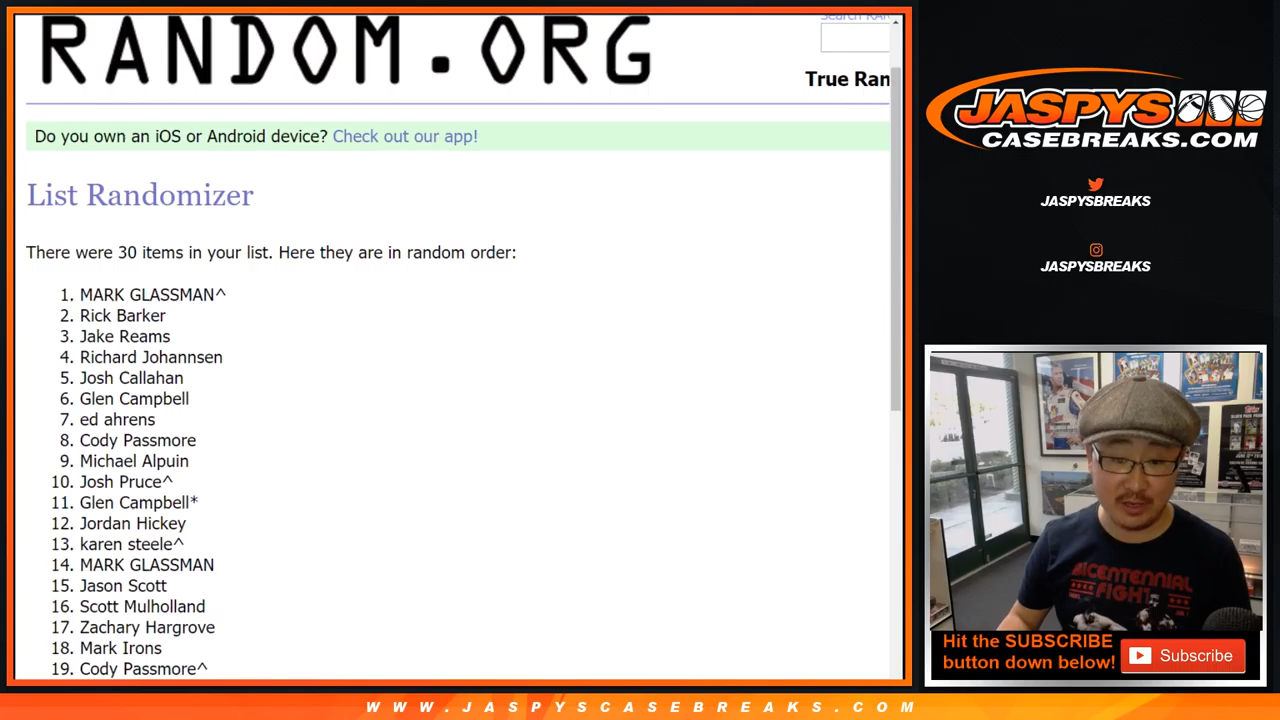 RANDOM.ORG
True Ran
Do you own an iOS or Android device? Check out our app!
List Randomizer
There were 30 items in your list. Here they are in random order:
1. MARK GLASSMAN^
2. Rick Barker
3. Jake Reams
4. Richard Johannsen
5. Josh Callahan
6. Glen Campbell
7. ed ahrens
8. Cody Passmore
9. Michael Alpuin
10. Josh Pruce^
11. Glen Campbell*
12. Jordan Hickey
13. karen steele^
14. MARK GLASSMAN
15. Jason Scott
16. Scott Mulholland
17. Zachary Hargrove
18. Mark Irons
19. Cody Passmore^
JASPYS
CASEBREAKS.COM
JASPYSBREAKS
JASPYSBREAKS
BICENTENNIAL
FIGHT
Hit the SUBSCRIBE
button down below!
Subscribe
WWW.JASPYSCASEBREAKS.COM